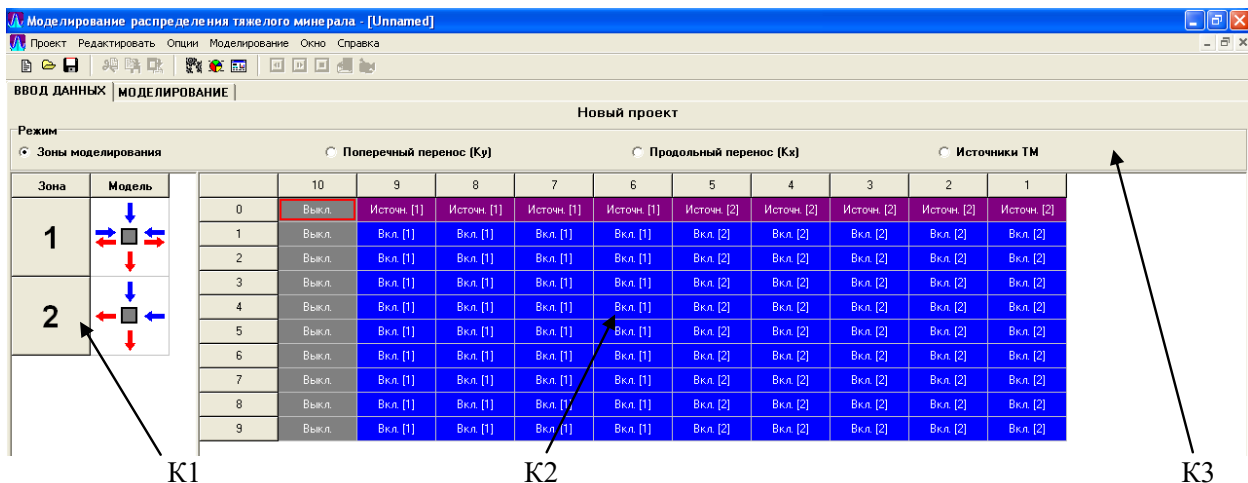 Моделирование распределения тяжелого минерала - [Unnamed]
Проект Редактировать Опции Моделирование Окно Справка
ВВОД ДАННЫХ МОДЕЛИРОВАНИЕ
Новый проект
Режим
Зоны моделирования Поперечный перенос (Ку) Продольный перенос (Кх) Источники ТМ
Зона Модель 10 9 8 7 6 5 4 3 2 1
0 Выкл. Источн. [1] Источн. [1] Источн. [1] Источн. [1] Источн. [2] Источн. [2] Источн. [2] Источн. [2] Источн. [2]
1 1 Выкл. Вкл. [1] Вкл. [1] Вкл. [1] Вкл. [1] Вкл. [2] Вкл. [2] Вкл. [2] Вкл. [2] Вкл. [2]
2 Выкл. Вкл. [1] Вкл. [1] Вкл. [1] Вкл. [1] Вкл. [2] Вкл. [2] Вкл. [2] Вкл. [2] Вкл. [2]
3 Выкл. Вкл. [1] Вкл. [1] Вкл. [1] Вкл. [1] Вкл. [2] Вкл. [2] Вкл. [2] Вкл. [2] Вкл. [2]
2 4 Выкл. Вкл. [1] Вкл. [1] Вкл. [1] Вкл. [1] Вкл. [2] Вкл. [2] Вкл. [2] Вкл. [2] Вкл. [2]
5 Выкл. Вкл. [1] Вкл. [1] Вкл. [1] Вкл. [1] Вкл. [2] Вкл. [2] Вкл. [2] Вкл. [2] Вкл. [2]
6 Выкл. Вкл. [1] Вкл. [1] Вкл. [1] Вкл. [1] Вкл. [2] Вкл. [2] Вкл. [2] Вкл. [2] Вкл. [2]
7 Выкл. Вкл. [1] Вкл. [1] Вкл. [1] Вкл. [1] Вкл. [2] Вкл. [2] Вкл. [2] Вкл. [2] Вкл. [2]
8 Выкл. Вкл. [1] Вкл. [1] Вкл. [1] Вкл. [1] Вкл. [2] Вкл. [2] Вкл. [2] Вкл. [2] Вкл. [2]
9 Выкл. Вкл. [1] Вкл. [1] Вкл. [1] Вкл. [1] Вкл. [2] Вкл. [2] Вкл. [2] Вкл. [2] Вкл. [2]
К1 К2 К3